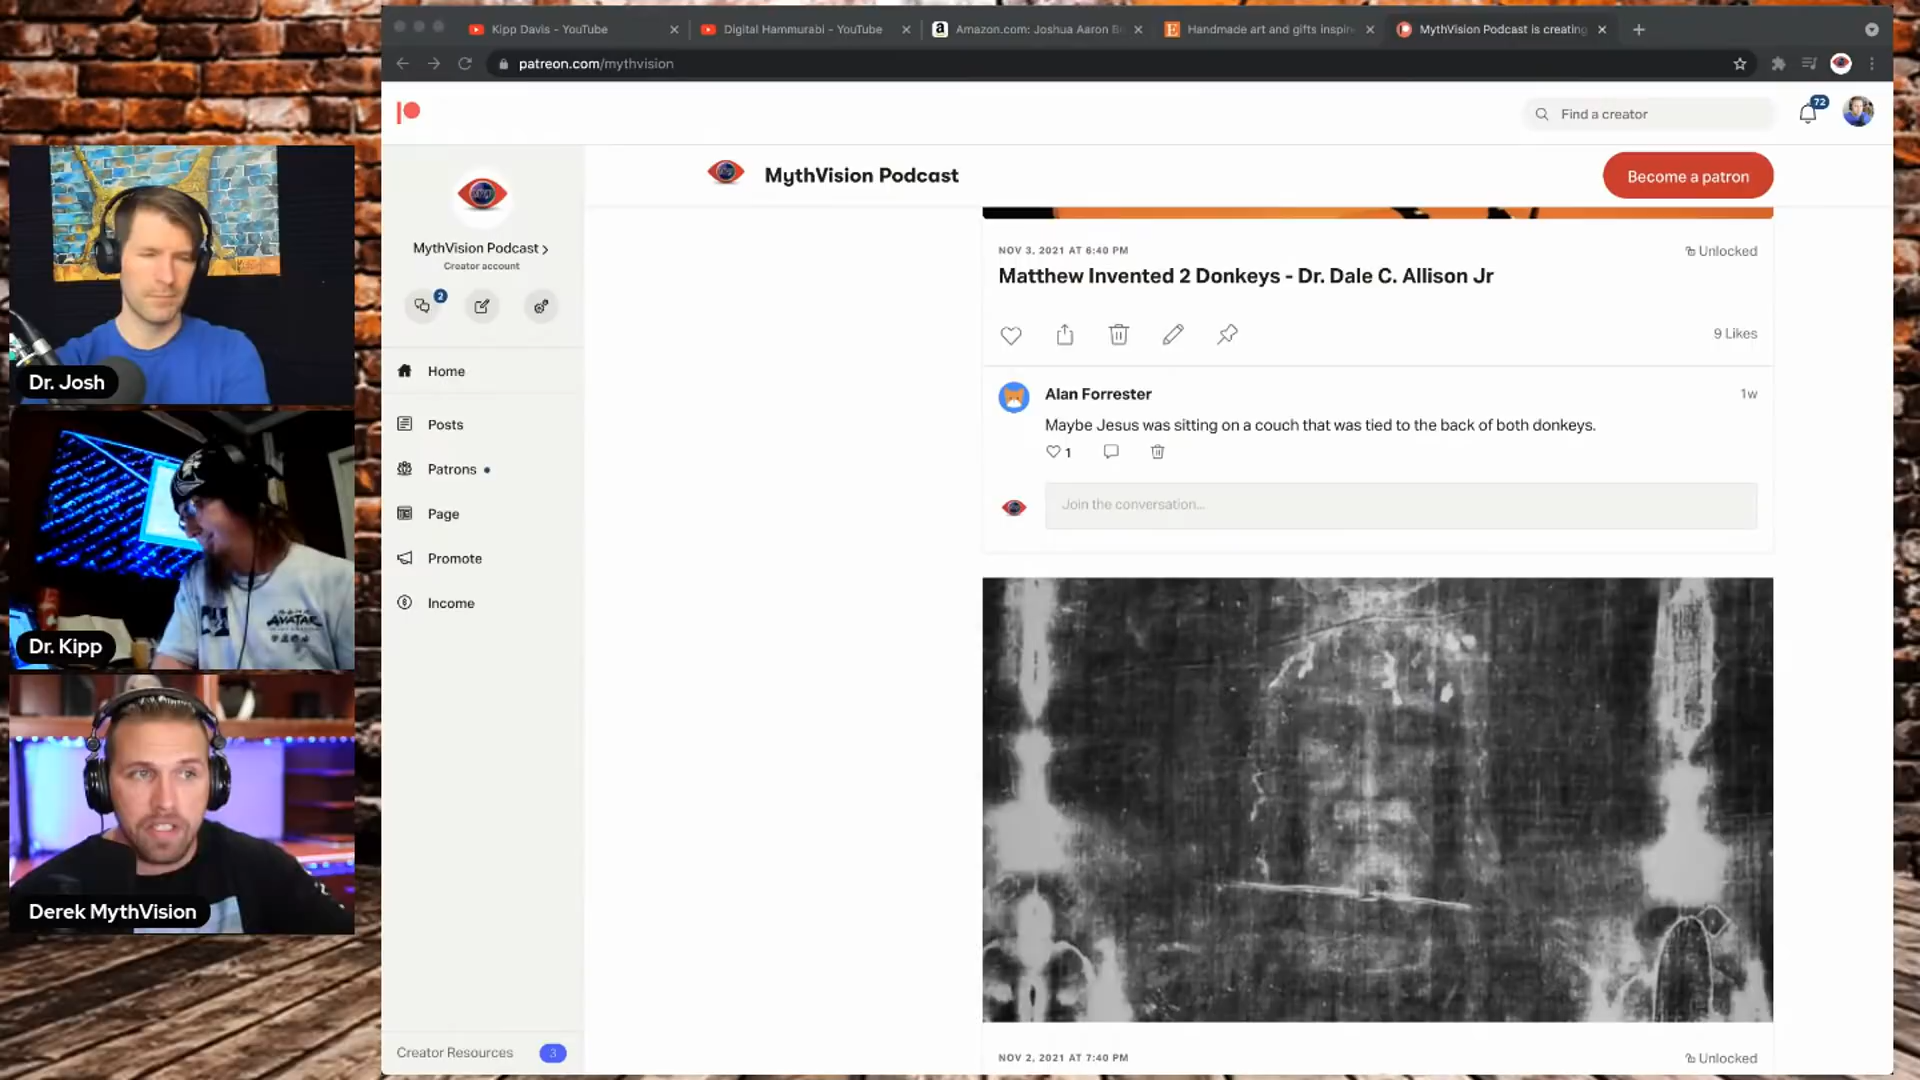 Kipp Davis - YouTube
Digital Hammurabi - YouTube
Amazon.com: Joshua Aaron B
Handmade art and gifts inspire
MythVision Podcast is creating
patreon.com/mythvision
Find a creator
72
MythVision Podcast
Become a patron
MythVision Podcast
Creator account
2
Home
Posts
Patrons
Page
Promote
Income
Creator Resources
3
NOV 3, 2021 AT 6:40 PM
Unlocked
Matthew Invented 2 Donkeys - Dr. Dale C. Allison Jr
9 Likes
Alan Forrester
1w
Maybe Jesus was sitting on a couch that was tied to the back of both donkeys.
1
Join the conversation...
NOV 2, 2021 AT 7:40 PM
Unlocked
Dr. Josh
AVATAR
Dr. Kipp
Derek MythVision